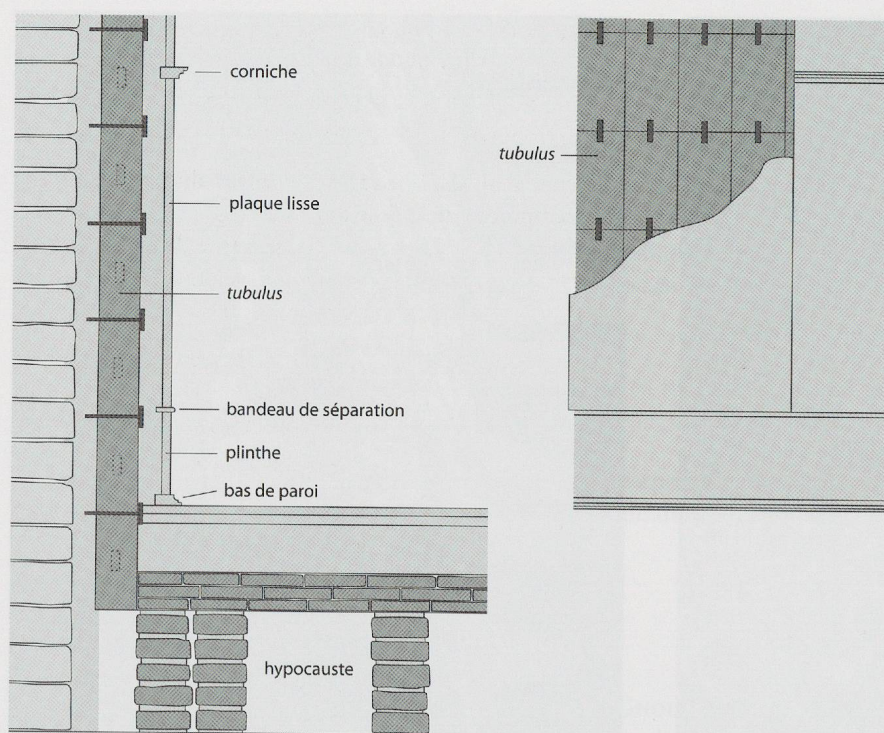 corniche
plaque lisse
tubulus
bandeau de séparation
plinthe
bas de paroi
hypocauste
tubulus